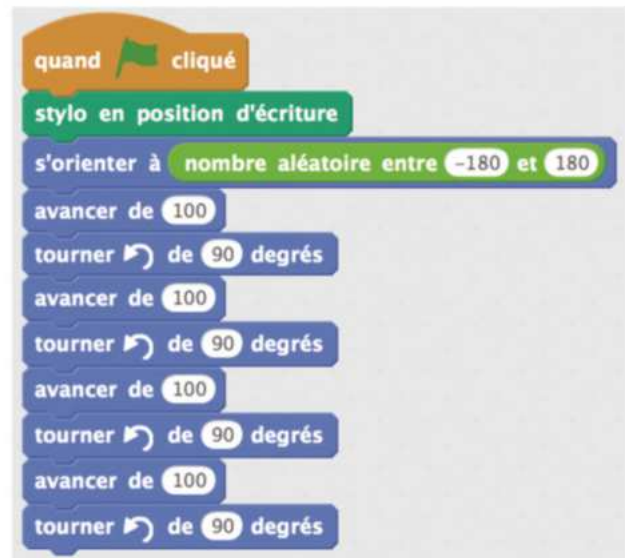 quand cliqué
stylo en position d'écriture
s'orienter à nombre aléatoire entre -180 et 180
avancer de 100
tourner de 90 degrés
avancer de 100
tourner de 90 degrés
avancer de 100
tourner de 90 degrés
avancer de 100
tourner de 90 degrés